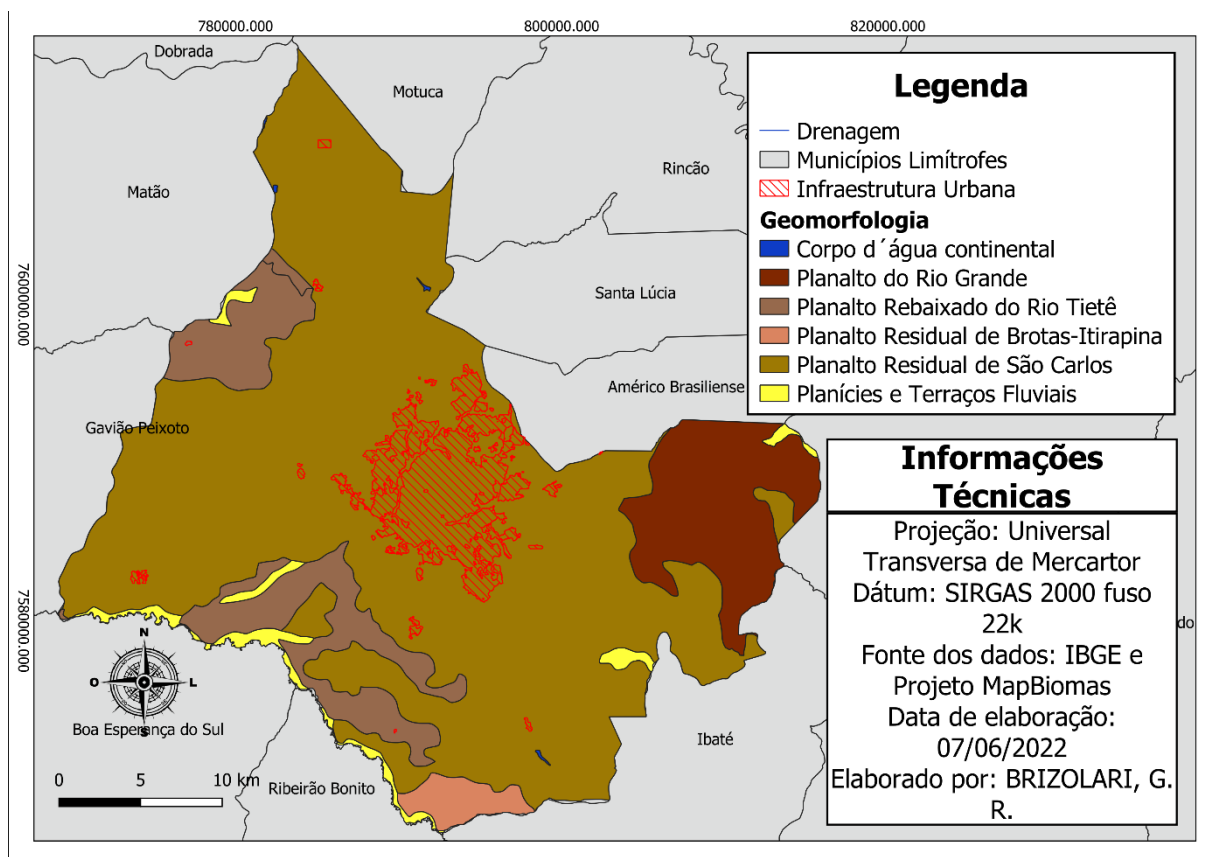 780000.000
800000.000
820000.000
Dobrada
Motuca
Matão
Rincão
Santa Lúcia
Américo Brasiliense
Gavião Peixoto
7600000.000
7580000.000
Legenda
Drenagem
Municípios Limítrofes
Infraestrutura Urbana
Geomorfologia
Corpo d´água continental
Planalto do Rio Grande
Planalto Rebaixado do Rio Tietê
Planalto Residual de Brotas-Itirapina
Planalto Residual de São Carlos
Planícies e Terraços Fluviais
Informações
Técnicas
Projeção: Universal
Transversa de Mercartor
Dátum: SIRGAS 2000 fuso
22k
Fonte dos dados: IBGE e
Projeto MapBiomas
Data de elaboração:
07/06/2022
Elaborado por: BRIZOLARI, G.
R.
do
N
O
L
S
Boa Esperança do Sul
Ibaté
Ribeirão Bonito
0 5 10 km